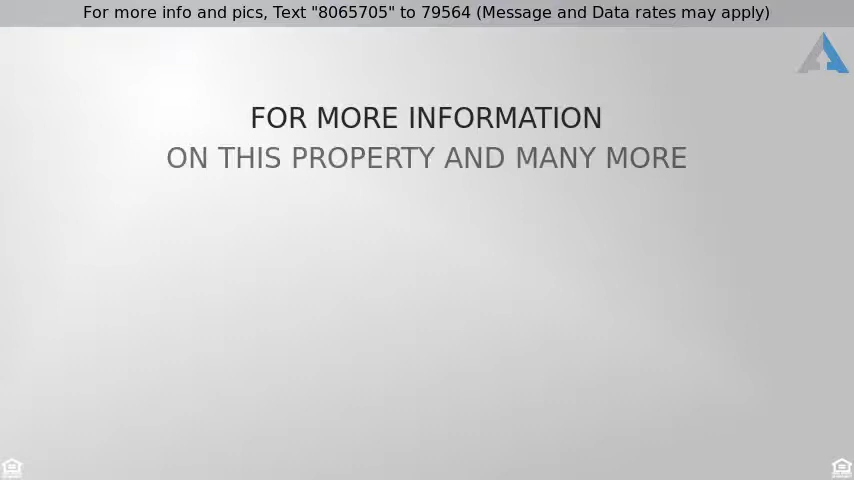 For more info and pics, Text "8065705" to 79564 (Message and Data rates may apply)
FOR MORE INFORMATION
ON THIS PROPERTY AND MANY MORE